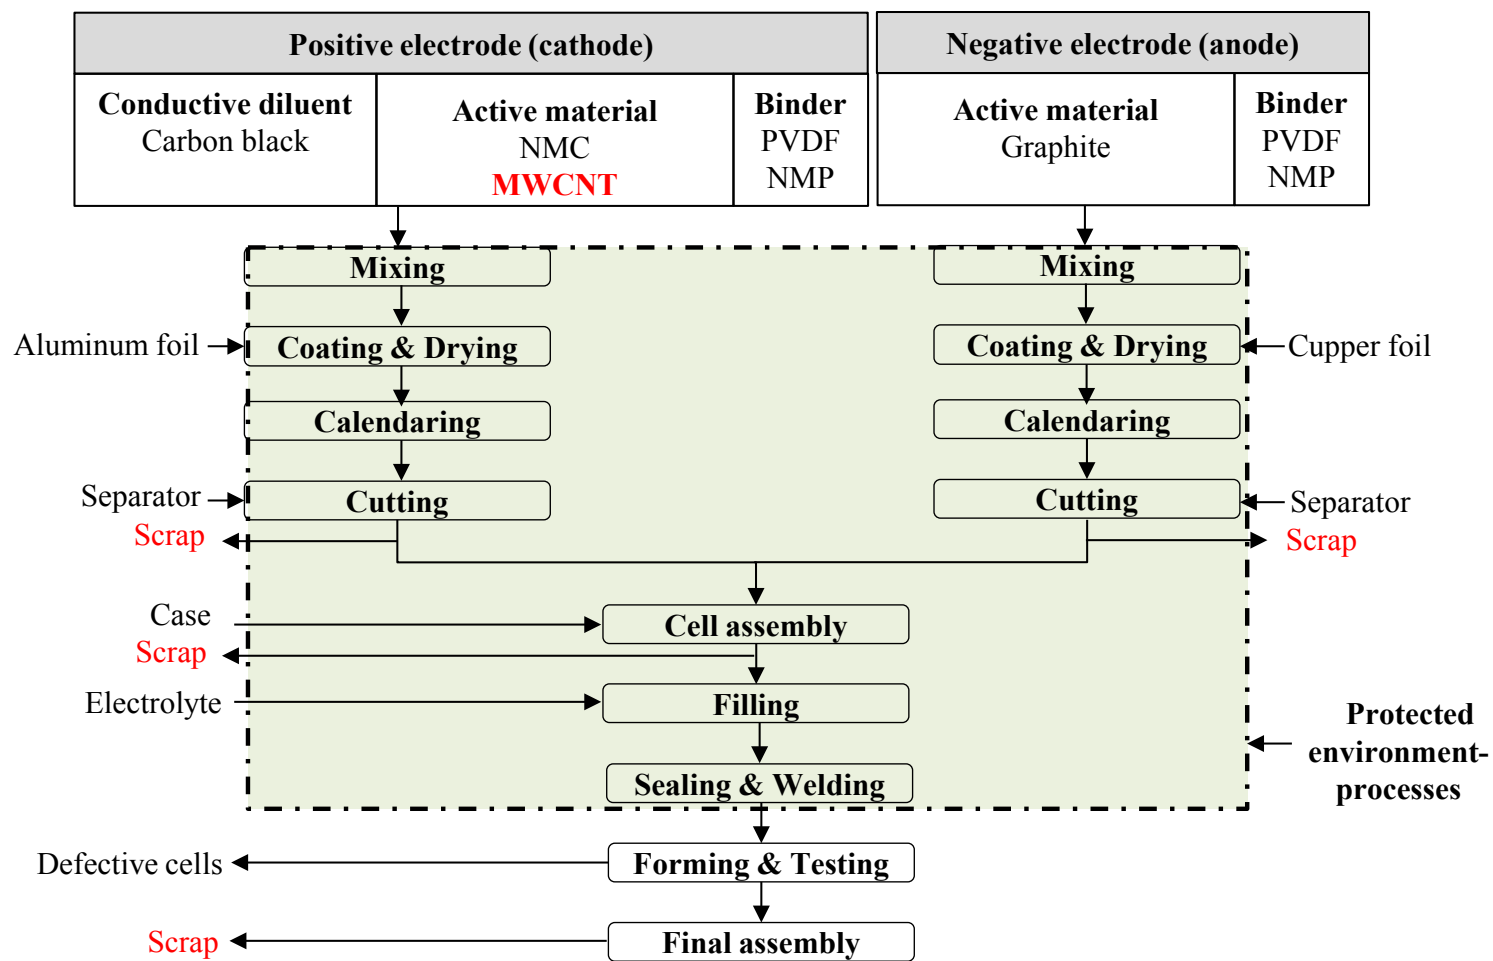 Positive electrode (cathode)
Negative electrode (anode)
Conductive diluent
Carbon black
Active material
NMC
MWCNT
Binder
PVDF
NMP
Active material
Graphite
Binder
PVDF
NMP
Mixing
Mixing
Aluminum foil
Coating & Drying
Coating & Drying
Cupper foil
Calendaring
Calendaring
Separator
Cutting
Cutting
Separator
Scrap
Scrap
Case
Cell assembly
Scrap
Electrolyte
Filling
Protected
environment-
processes
Sealing & Welding
Defective cells
Forming & Testing
Scrap
Final assembly